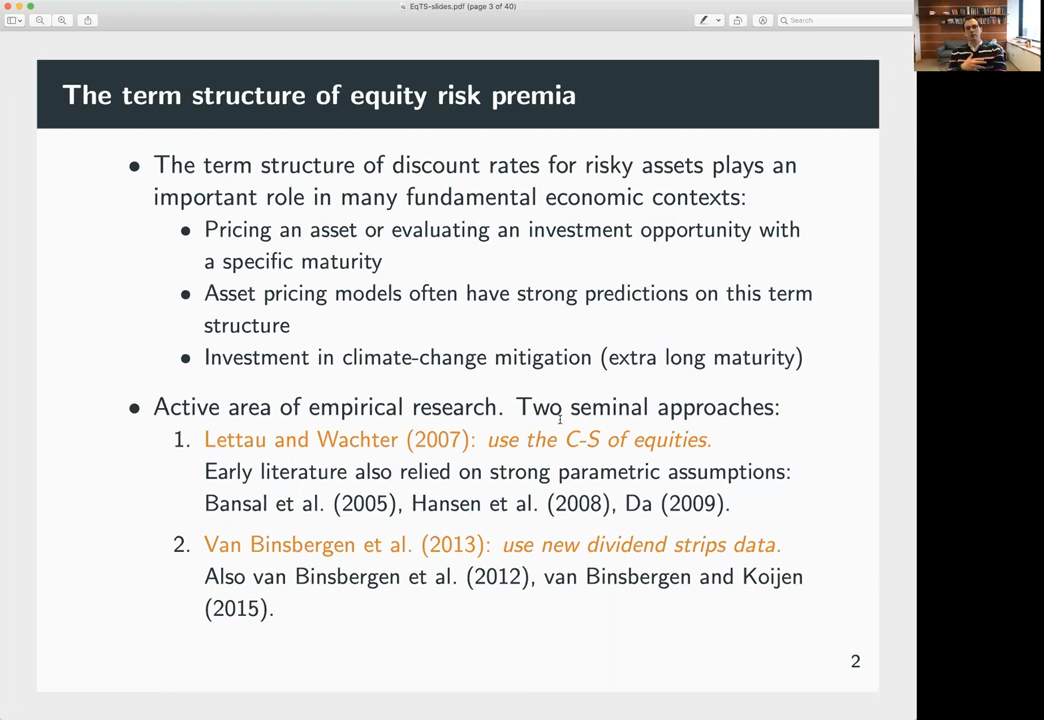 EqTS-slides.pdf (page 3 of 40)
Search
The term structure of equity risk premia
• The term structure of discount rates for risky assets plays an
important role in many fundamental economic contexts:
• Pricing an asset or evaluating an investment opportunity with
a specific maturity
• Asset pricing models often have strong predictions on this term
structure
• Investment in climate-change mitigation (extra long maturity)
• Active area of empirical research. Two seminal approaches:
1. Lettau and Wachter (2007): use the C-S of equities.
Early literature also relied on strong parametric assumptions:
Bansal et al. (2005), Hansen et al. (2008), Da (2009).
2. Van Binsbergen et al. (2013): use new dividend strips data.
Also van Binsbergen et al. (2012), van Binsbergen and Koijen
(2015).
2